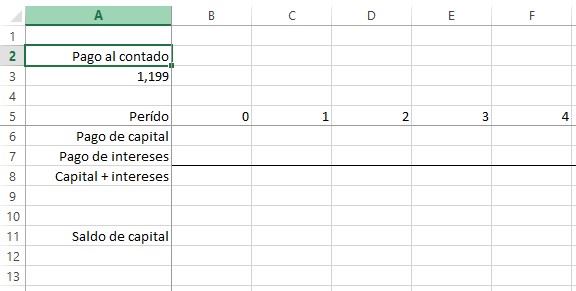 A B C D E F
1
2 Pago al contado
3 1,199
4
5 Perído 0 1 2 3 4
6 Pago de capital
7 Pago de intereses
8 Capital + intereses
9
10
11 Saldo de capital
12
13